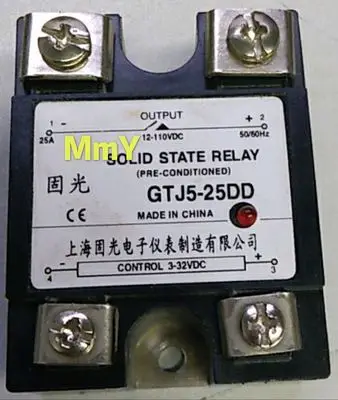 OUTPUT
1 - + 2
25A 12-110VDC 50/60Hz
MmY
SOLID STATE RELAY
固光 (PRE-CONDITIONED)
GTJ5-25DD
CE MADE IN CHINA
上海固光电子仪表制造有限公司
- +
4 CONTROL 3-32VDC 3